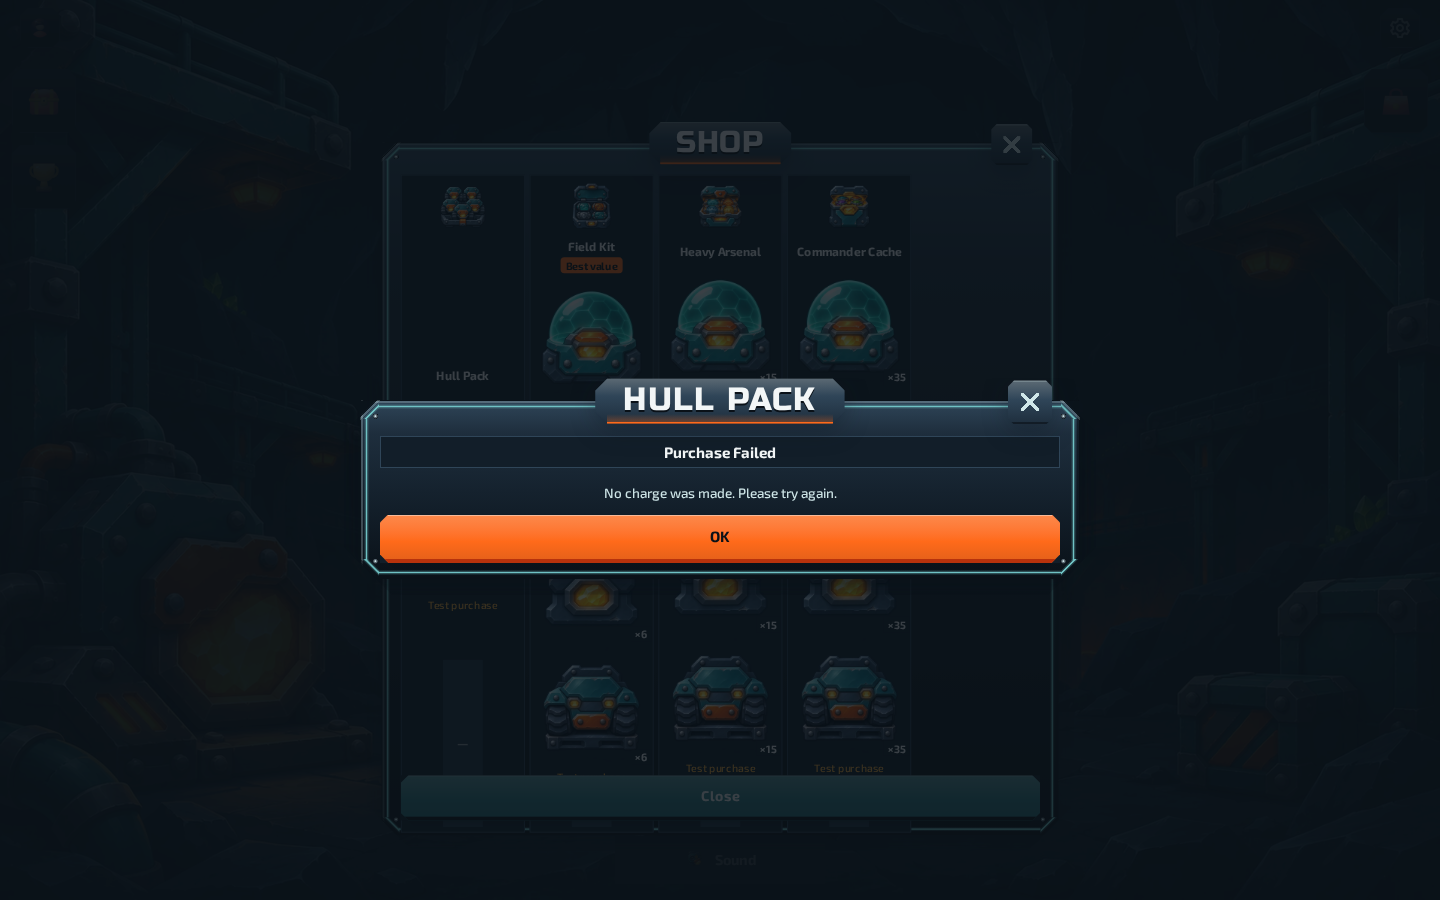 SHOP
Field Kit
Best value
Heavy Arsenal
Commander Cache
Hull Pack
×15
×35
HULL PACK
Purchase Failed
No charge was made. Please try again.
OK
Test purchase
×6
×15
×35
—
×6
×15
×35
Test purchase
Test purchase
Close
Sound